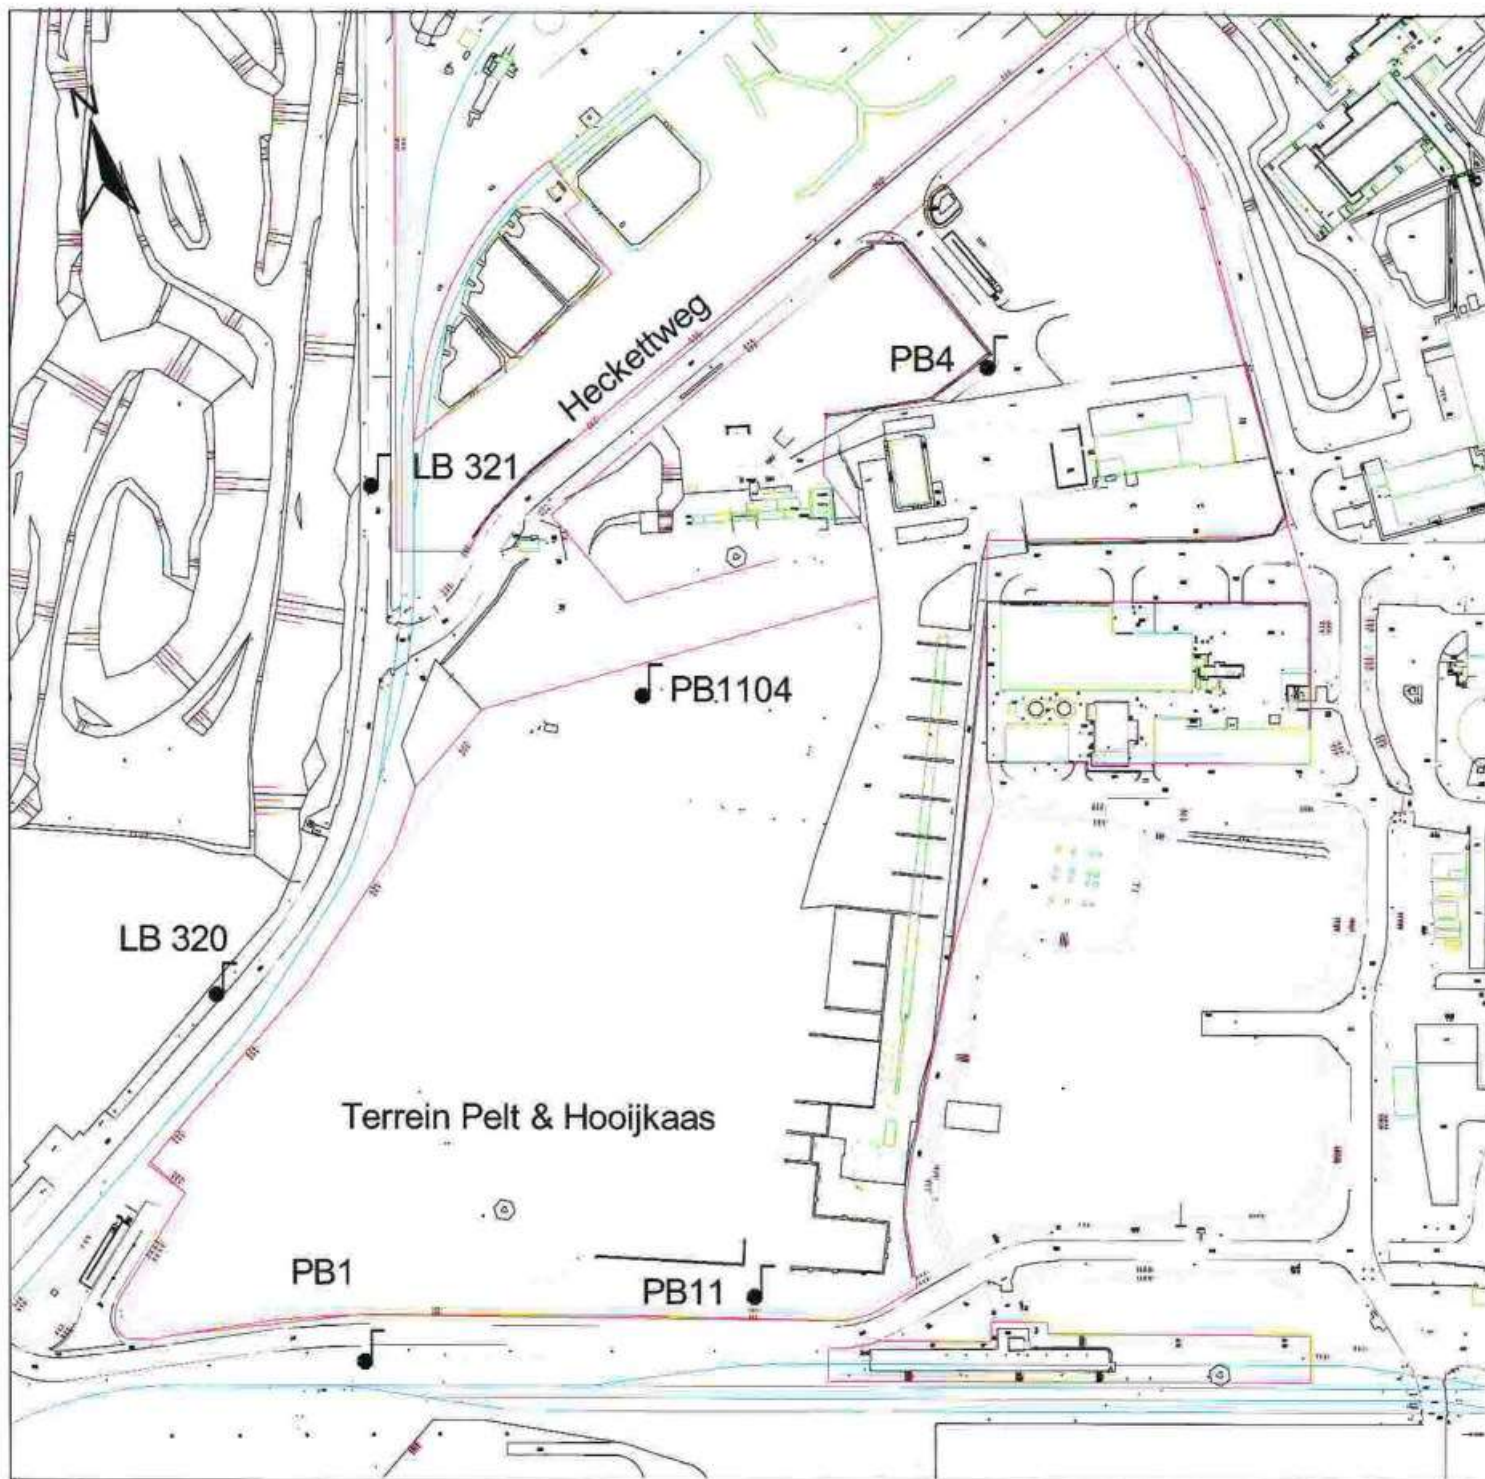 N
Heckettweg
PB4
LB 321
PB1104
LB 320
Terrein Pelt & Hooijkaas
PB1
PB11